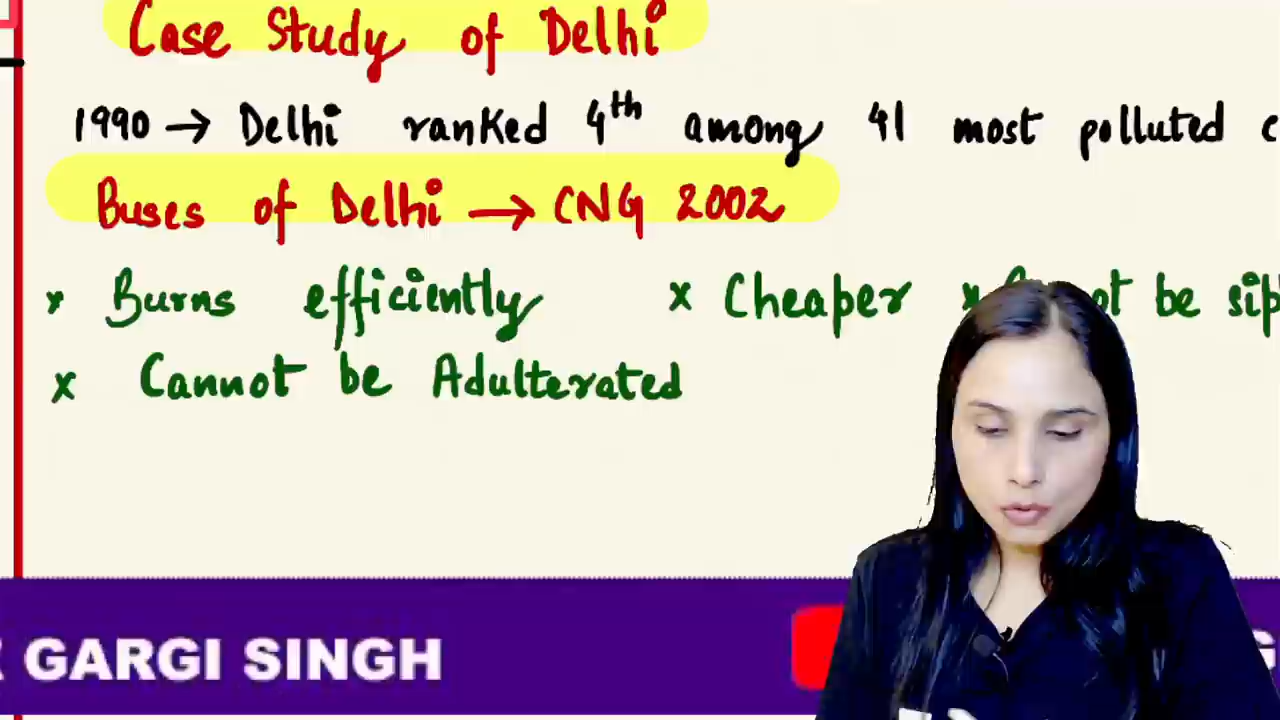 Case Study of Delhi
1990 → Delhi ranked 4th among 41 most polluted
Buses of Delhi → CNG 2002
x Burns efficiently x Cheaper x be
x Cannot be Adulterated
GARGI SINGH